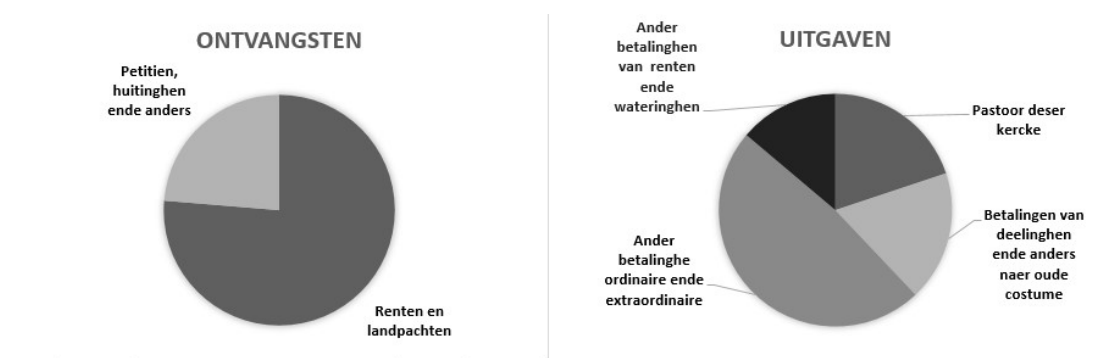 ONTVANGSTEN
Petitien,
huitinghen
ende anders
Renten en
landpachten
UITGAVEN
Ander
betalinghen
van renten
ende
wateringhen
Pastoor deser
kercke
Betalingen van
deelinghen
ende anders
naer oude
costume
Ander
betalinghe
ordinaire ende
extraordinaire